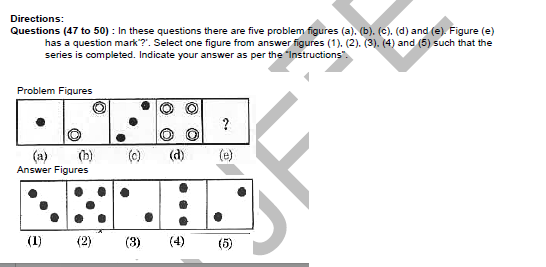 Directions:
Questions (47 to 50) : In these questions there are five problem figures (a), (b), (c), (d) and (e). Figure (e)
has a question mark'?'. Select one figure from answer figures (1), (2), (3), (4) and (5) such that the
series is completed. Indicate your answer as per the "Instructions".
Problem Figures
?
(a) (b) (c) (d) (e)
Answer Figures
(1) (2) (3) (4) (5)